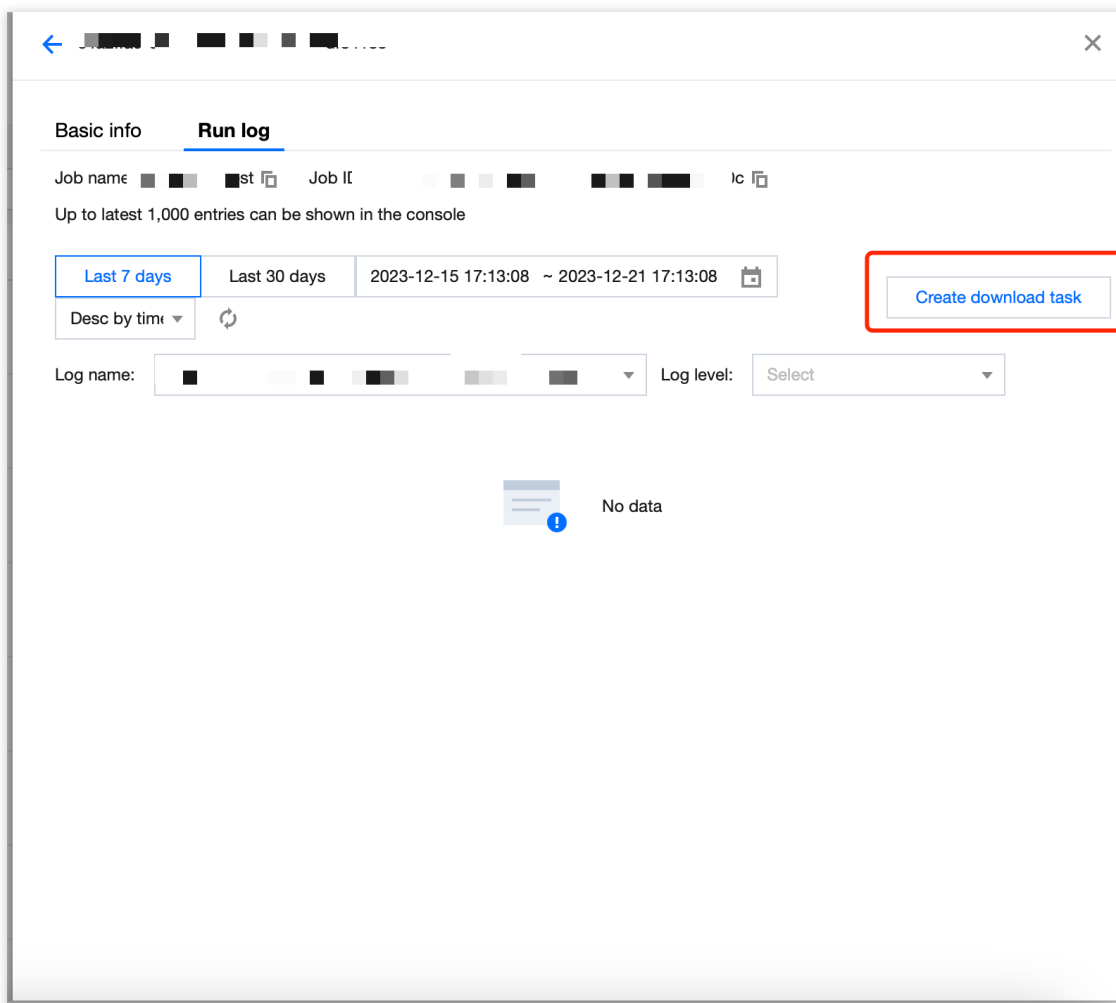 Basic info Run log
Job name st Job ID
Up to latest 1,000 entries can be shown in the console
Last 7 days Last 30 days 2023-12-15 17:13:08 ~ 2023-12-21 17:13:08
Create download task
Desc by time
Log name: Log level: Select
No data